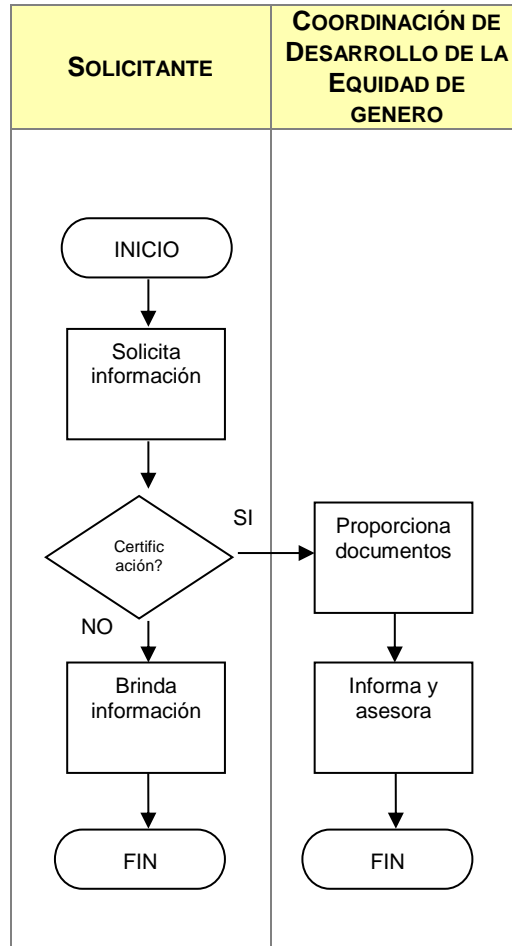 SOLICITANTE
COORDINACIÓN DE
DESARROLLO DE LA
EQUIDAD DE
GENERO
INICIO
Solicita
información
Certific
ación?
SI
NO
Proporciona
documentos
Brinda
información
Informa y
asesora
FIN
FIN